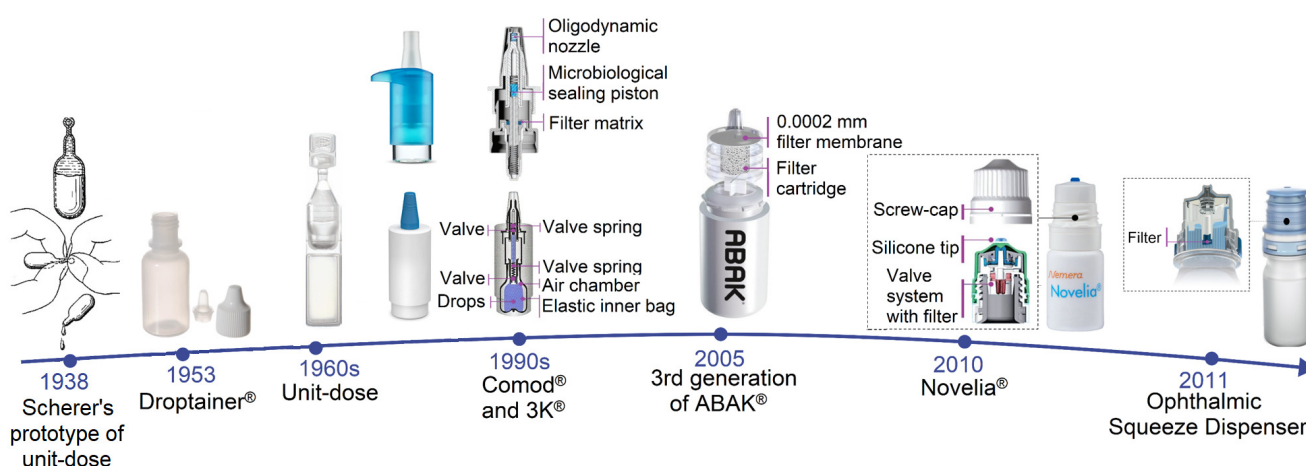 Oligodynamic
nozzle
Microbiological
sealing piston
Filter matrix
Valve
Valve spring
Valve spring
Valve
Air chamber
Drops
Elastic inner bag
0.0002 mm
filter membrane
Filter
cartridge
ABAK
Screw-cap
Silicone tip
Valve
system
with filter
Nemera
Novelia®
Filter
1938
Scherer's
prototype of
unit-dose
1953
Droptainer®
1960s
Unit-dose
1990s
Comod®
and 3K®
2005
3rd generation
of ABAK®
2010
Novelia®
2011
Ophthalmic
Squeeze Dispenser